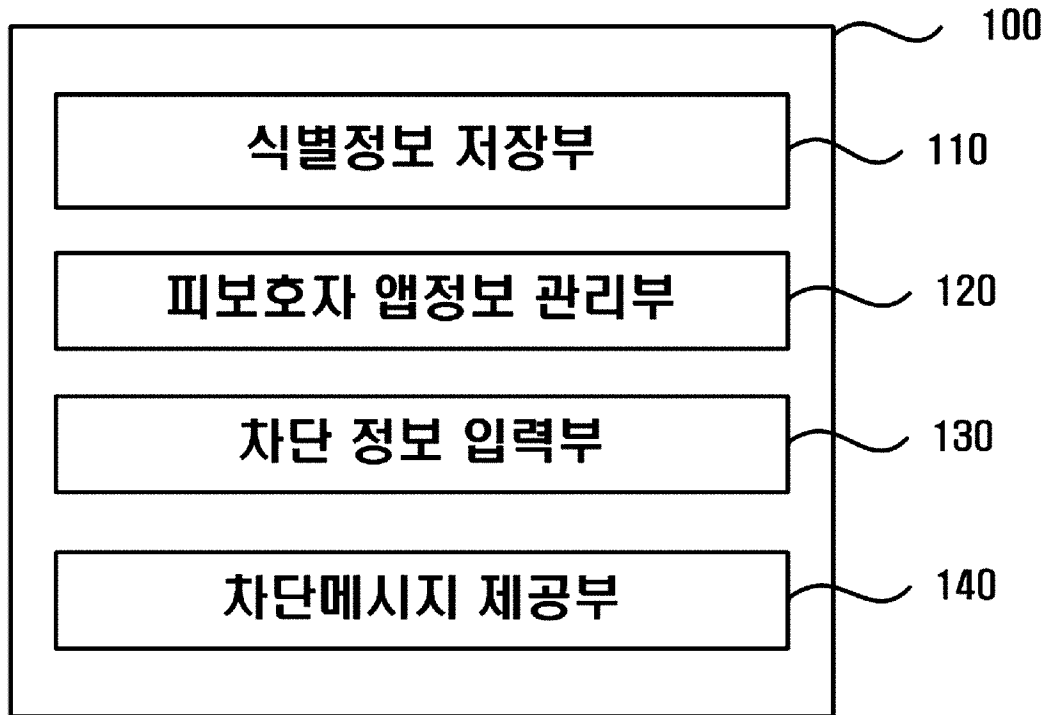 100
식별정보 저장부 110
피보호자 앱정보 관리부 120
차단 정보 입력부 130
차단메시지 제공부 140